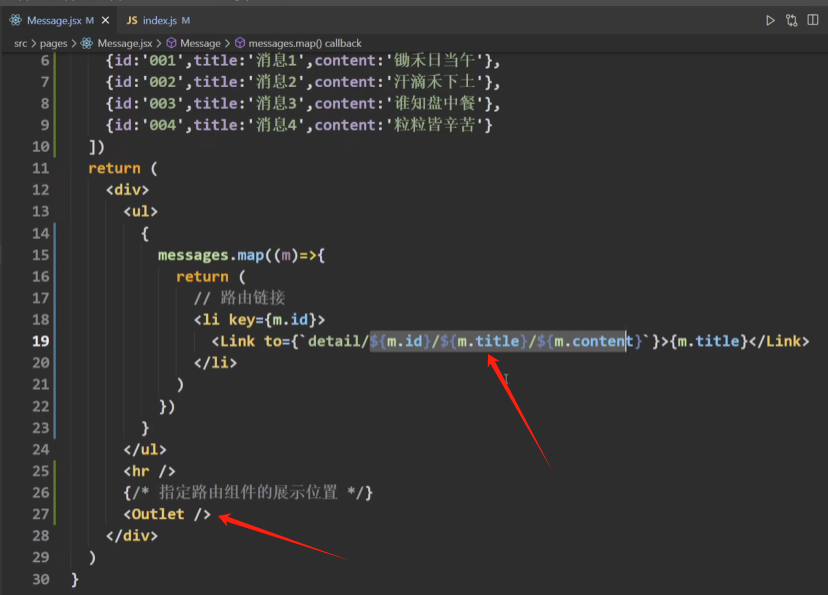 Message.jsx M × JS index.js M
src > pages > Message.jsx > Message > messages.map() callback
6 {id:'001',title:'消息1',content:'锄禾日当午'},
7 {id:'002',title:'消息2',content:'汗滴禾下土'},
8 {id:'003',title:'消息3',content:'谁知盘中餐'},
9 {id:'004',title:'消息4',content:'粒粒皆辛苦'}
10 ])
11 return (
12 <div>
13 <ul>
14 {
15 messages.map((m)=>{
16 return (
17 // 路由链接
18 <li key={m.id}>
19 <Link to={`detail/${m.id}/${m.title}/${m.content}`}>{m.title}</Link>
20 </li>
21 )
22 })
23 }
24 </ul>
25 <hr />
26 {/* 指定路由组件的展示位置 */}
27 <Outlet />
28 </div>
29 )
30 }